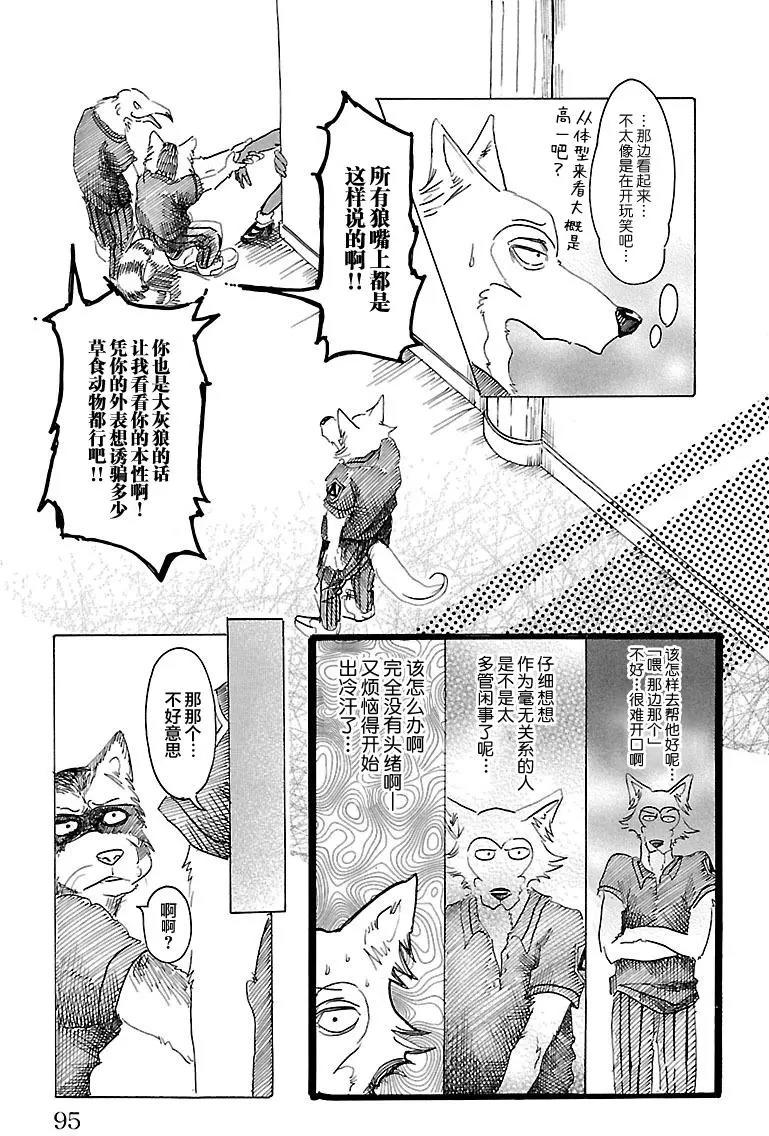 …那边看起来…
不太像是在开玩笑吧…
从体型来看大概是
高一吧？
所有狼嘴上都是
这样说的啊!!
你也是大灰狼的话
让我看看你的本性啊！
凭你的外表想诱骗多少
草食动物都行吧!!
该怎样去帮他好呢…
「喂！那边那个」
不好…很难开口啊
仔细想想
作为毫无关系的人
是不是太
多管闲事了呢…
该怎么办啊
完全没有头绪啊—
又烦恼得开始
出冷汗了…
那那个…
不好意思
啊啊？
95